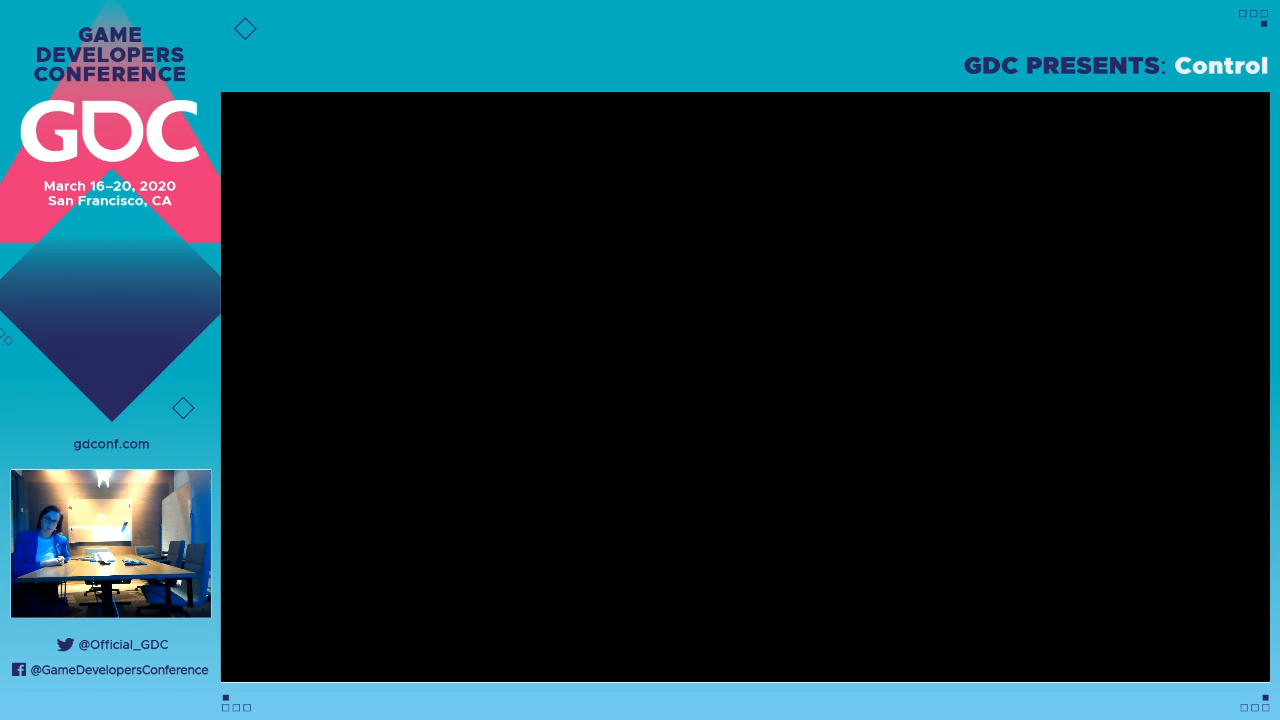 GAME
DEVELOPERS
CONFERENCE
GDC
March 16–20, 2020
San Francisco, CA
GDC PRESENTS: Control
gdconf.com
@Official_GDC
@GameDevelopersConference